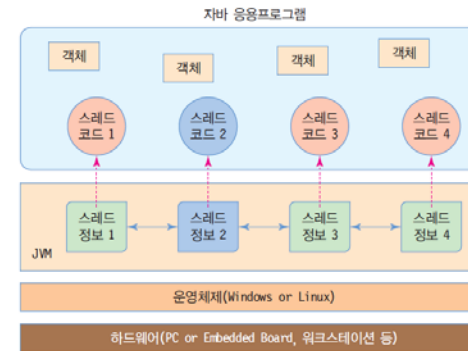 자바 응용프로그램
객체
객체
객체
객체
스레드
코드 1
스레드
코드 2
스레드
코드 3
스레드
코드 4
스레드
정보 1
스레드
정보 2
스레드
정보 3
스레드
정보 4
JVM
운영체제(Windows or Linux)
하드웨어(PC or Embedded Board, 워크스테이션 등)